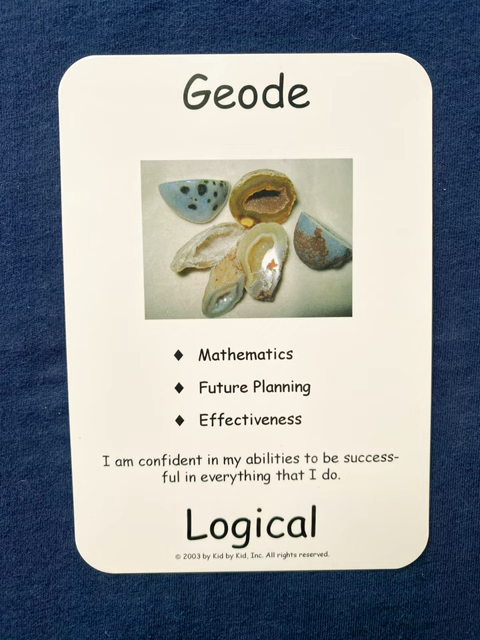 Geode
♦ Mathematics
♦ Future Planning
♦ Effectiveness
I am confident in my abilities to be success-
ful in everything that I do.
Logical
© 2003 by Kid by Kid, Inc. All rights reserved.